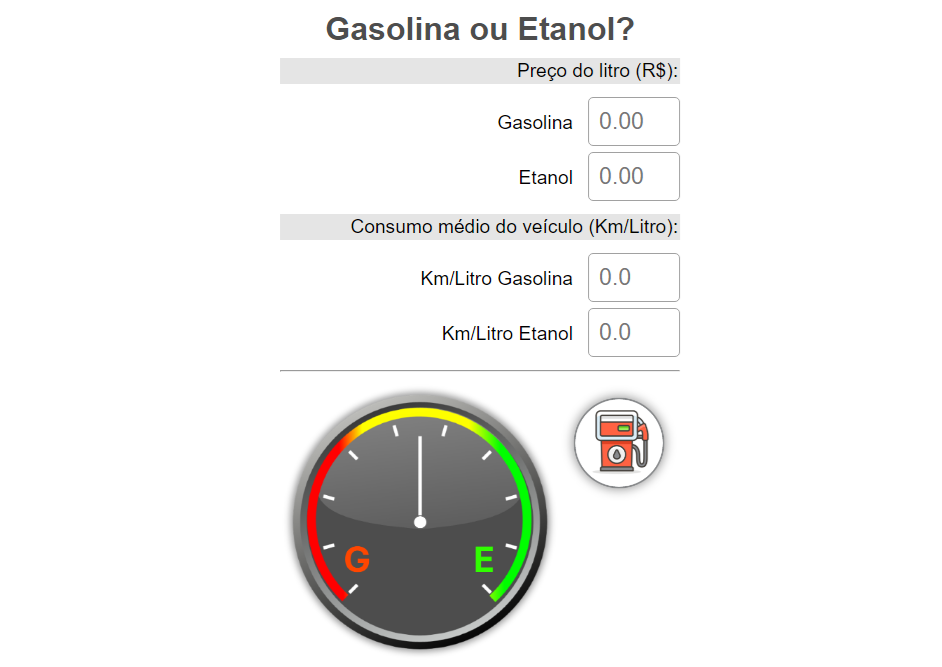 Gasolina ou Etanol?
Preço do litro (R$):
Gasolina 0.00
Etanol 0.00
Consumo médio do veículo (Km/Litro):
Km/Litro Gasolina 0.0
Km/Litro Etanol 0.0
G E